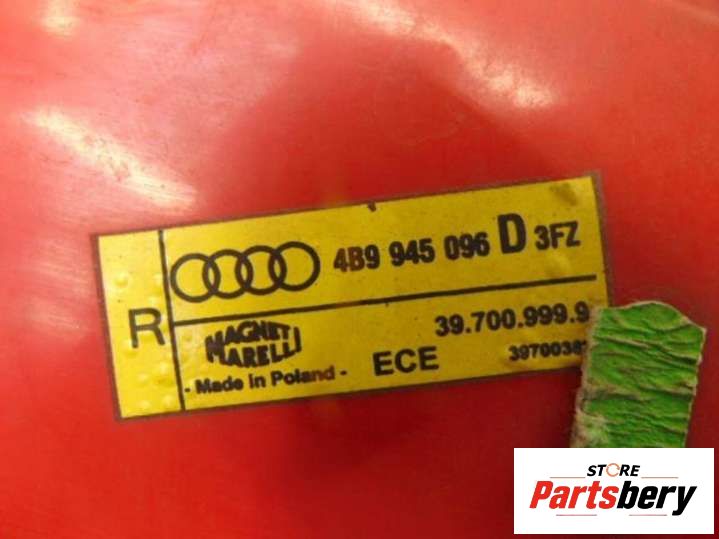 R
4B9 945 096 D 3FZ
MAGNETI MARELLI
39.700.999.9
- Made in Poland -
ECE
STORE
Partsbery